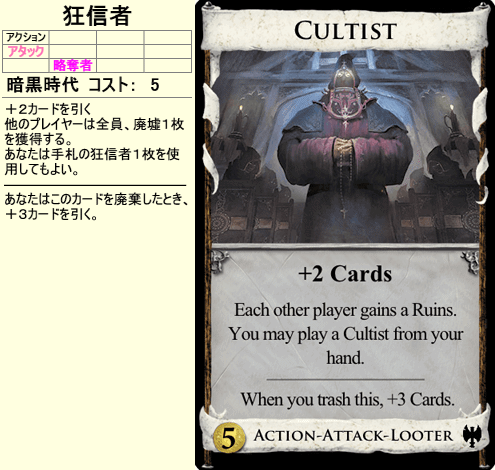 狂信者
アクション
アタック
略奪者
暗黒時代 コスト： 5
＋２カードを引く
他のプレイヤーは全員、廃墟１枚
を獲得する。
あなたは手札の狂信者１枚を使
用してもよい。
あなたはこのカードを廃棄したとき、
＋３カードを引く。
CULTIST
+2 Cards
Each other player gains a Ruins.
You may play a Cultist from your
hand.
When you trash this, +3 Cards.
5
ACTION-ATTACK-LOOTER